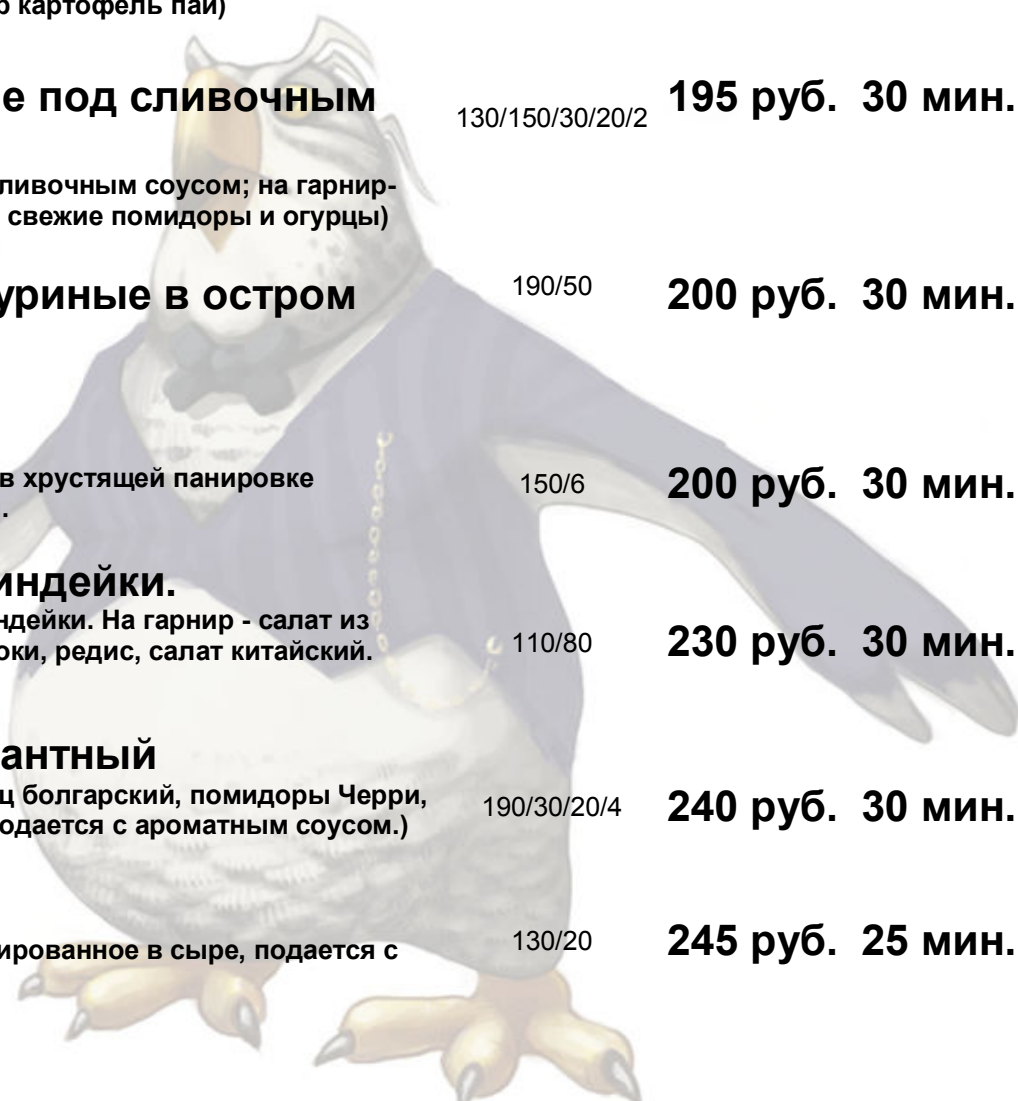 картофель пай)
е под сливочным
130/150/30/20/2 195 руб. 30 мин.
ливочным соусом; на гарнир-
свежие помидоры и огурцы)
уриные в остром
190/50 200 руб. 30 мин.
в хрустящей панировке
150/6 200 руб. 30 мин.
.
индейки.
ндейки. На гарнир - салат из
оки, редис, салат китайский.
110/80 230 руб. 30 мин.
антный
ц болгарский, помидоры Черри,
одается с ароматным соусом.)
190/30/20/4 240 руб. 30 мин.
ированное в сыре, подается с
130/20 245 руб. 25 мин.